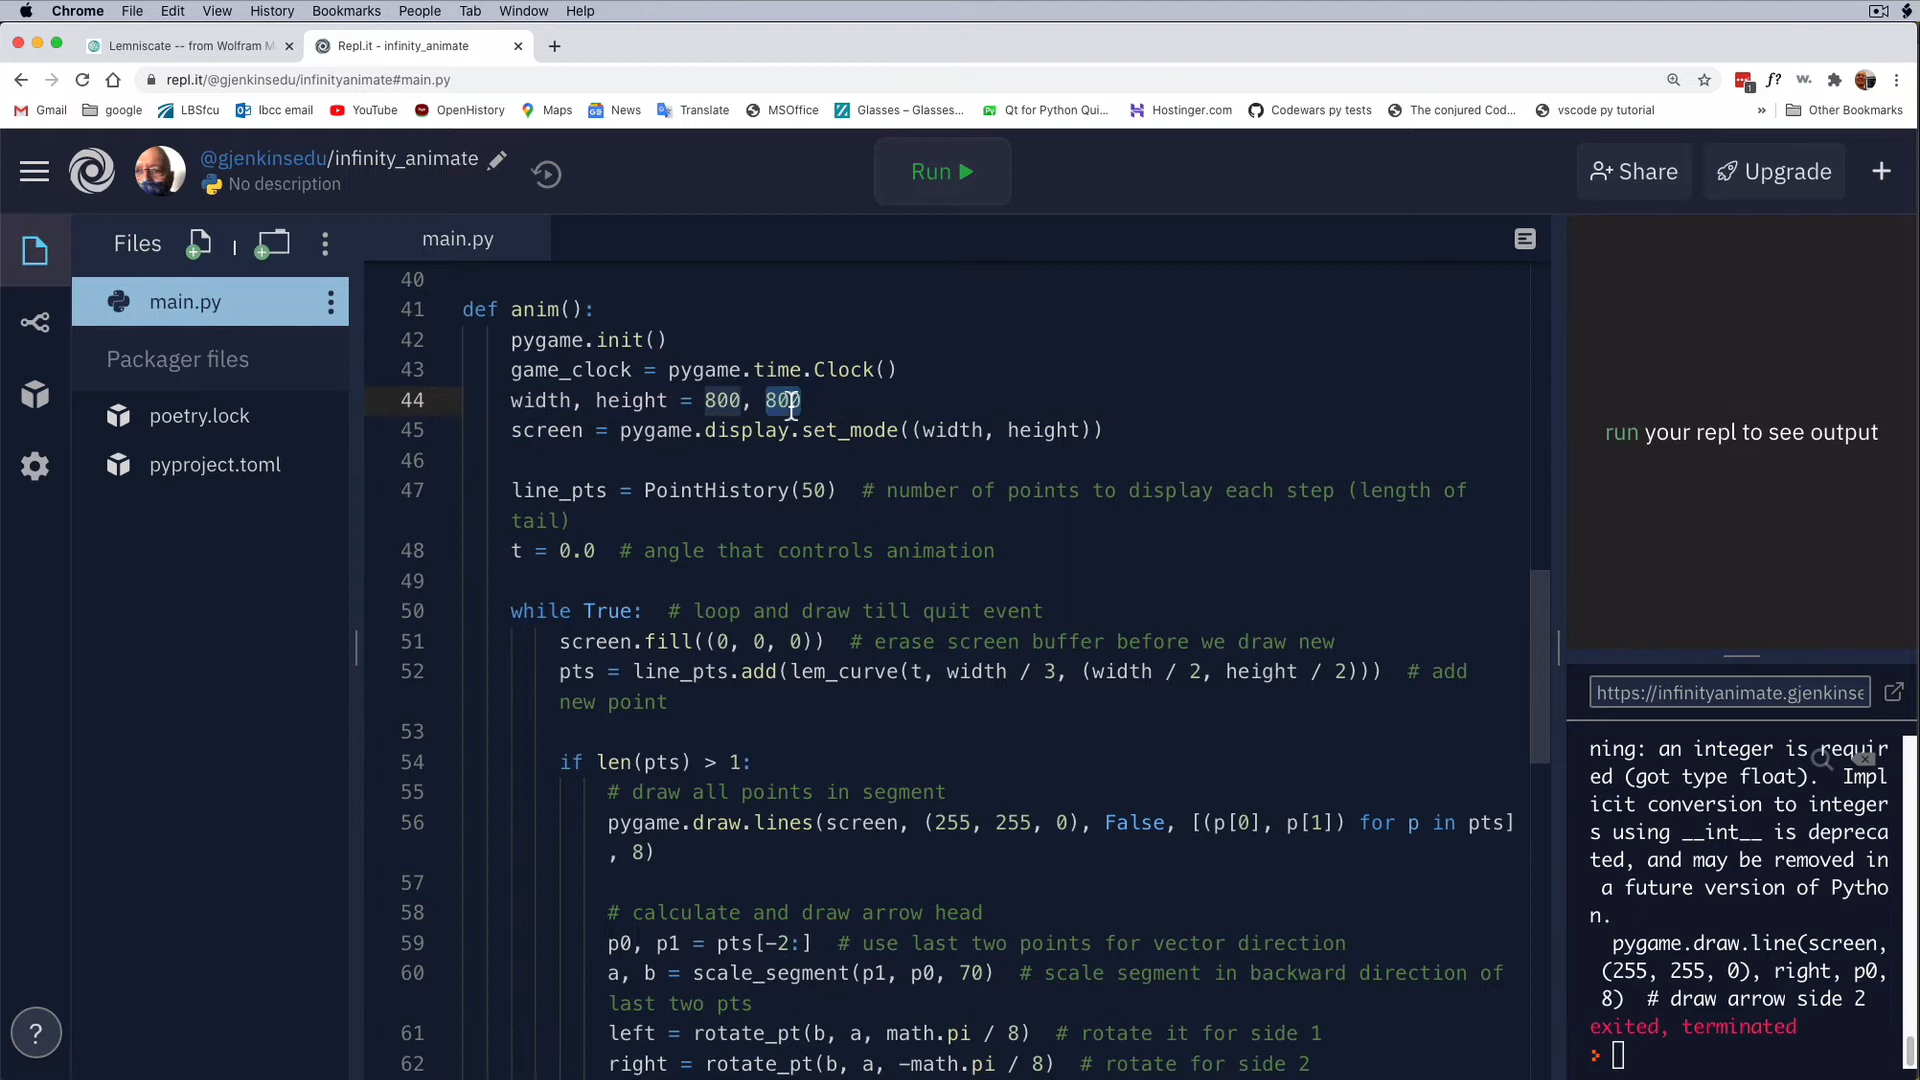 Chrome File Edit View History Bookmarks People Tab Window Help
Lemniscate -- from Wolfram M
Repl.it - infinity_animate
repl.it/@gjenkinsedu/infinityanimate#main.py
Gmail google LBSfcu lbcc email YouTube OpenHistory Maps News Translate MSOffice Glasses – Glasses... Qt for Python Qui... Hostinger.com Codewars py tests The conjured Cod... vscode py tutorial » Other Bookmarks
@gjenkinsedu/infinity_animate
No description
Run
Share
Upgrade
Files
main.py
main.py
Packager files
poetry.lock
pyproject.toml
40
41 def anim():
42 pygame.init()
43 game_clock = pygame.time.Clock()
44 width, height = 800, 800
45 screen = pygame.display.set_mode((width, height))
46
47 line_pts = PointHistory(50)  # number of points to display each step (length of
tail)
48 t = 0.0  # angle that controls animation
49
50 while True:  # loop and draw till quit event
51 screen.fill((0, 0, 0))  # erase screen buffer before we draw new
52 pts = line_pts.add(lem_curve(t, width / 3, (width / 2, height / 2)))  # add
new point
53
54 if len(pts) > 1:
55 # draw all points in segment
56 pygame.draw.lines(screen, (255, 255, 0), False, [(p[0], p[1]) for p in pts]
, 8)
57
58 # calculate and draw arrow head
59 p0, p1 = pts[-2:]  # use last two points for vector direction
60 a, b = scale_segment(p1, p0, 70)  # scale segment in backward direction of
last two pts
61 left = rotate_pt(b, a, math.pi / 8)  # rotate it for side 1
62 right = rotate_pt(b, a, -math.pi / 8)  # rotate for side 2
run your repl to see output
https://infinityanimate.gjenkinse
ning: an integer is requir
ed (got type float).  Impl
icit conversion to integer
s using __int__ is depreca
ted, and may be removed in
a future version of Pytho
n.
pygame.draw.line(screen,
(255, 255, 0), right, p0,
8)  # draw arrow side 2
exited, terminated
?